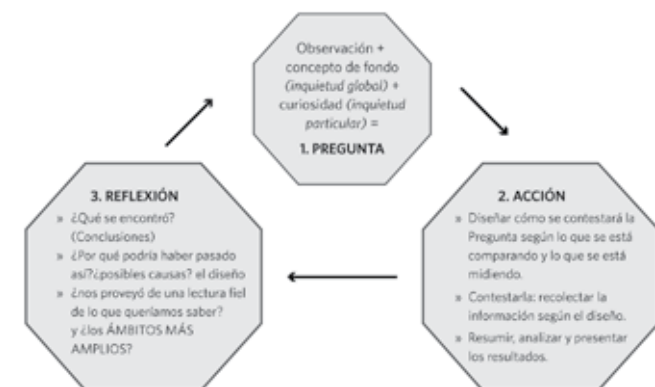 Observación +
concepto de fondo
(inquietud global) +
curiosidad (inquietud
particular) =
1. PREGUNTA
2. ACCIÓN
» Diseñar cómo se contestará la
Pregunta según lo que se está
comparando y lo que se está
midiendo.
» Contestarla: recolectar la
información según el diseño.
» Resumir, analizar y presentar
los resultados.
3. REFLEXIÓN
» ¿Qué se encontró?
(Conclusiones)
» ¿Por qué podría haber pasado
así?¿posibles causas? el diseño
» ¿nos proveyó de una lectura fiel
de lo que queríamos saber?
y ¿los ÁMBITOS MÁS
AMPLIOS?